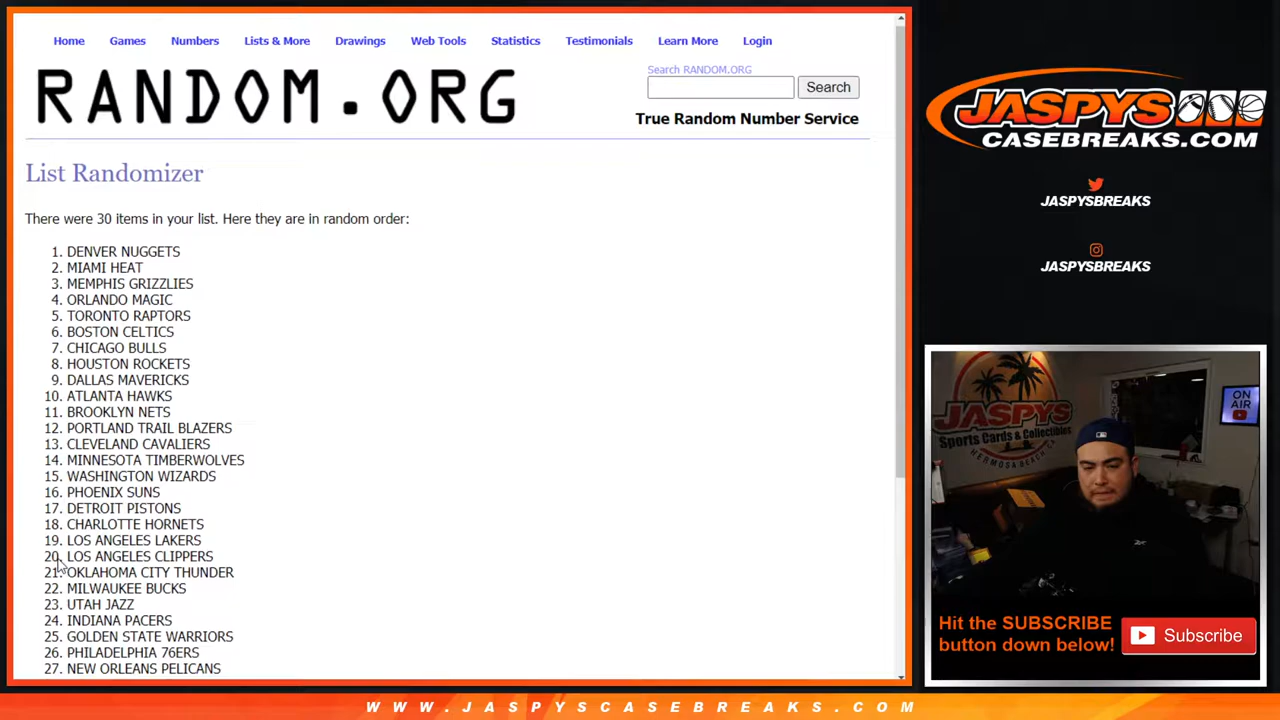 Home Games Numbers Lists & More Drawings Web Tools Statistics Testimonials Learn More Login
RANDOM.ORG
Search RANDOM.ORG
Search
True Random Number Service
List Randomizer
There were 30 items in your list. Here they are in random order:
1. DENVER NUGGETS
2. MIAMI HEAT
3. MEMPHIS GRIZZLIES
4. ORLANDO MAGIC
5. TORONTO RAPTORS
6. BOSTON CELTICS
7. CHICAGO BULLS
8. HOUSTON ROCKETS
9. DALLAS MAVERICKS
10. ATLANTA HAWKS
11. BROOKLYN NETS
12. PORTLAND TRAIL BLAZERS
13. CLEVELAND CAVALIERS
14. MINNESOTA TIMBERWOLVES
15. WASHINGTON WIZARDS
16. PHOENIX SUNS
17. DETROIT PISTONS
18. CHARLOTTE HORNETS
19. LOS ANGELES LAKERS
20. LOS ANGELES CLIPPERS
21. OKLAHOMA CITY THUNDER
22. MILWAUKEE BUCKS
23. UTAH JAZZ
24. INDIANA PACERS
25. GOLDEN STATE WARRIORS
26. PHILADELPHIA 76ERS
27. NEW ORLEANS PELICANS
JASPYS
CASEBREAKS.COM
JASPYSBREAKS
JASPYSBREAKS
JASPYS
Sports Cards & Collectibles
HERMOSA BEACH, CA
ON AIR
Hit the SUBSCRIBE
button down below!
Subscribe
WWW.JASPYSCASEBREAKS.COM